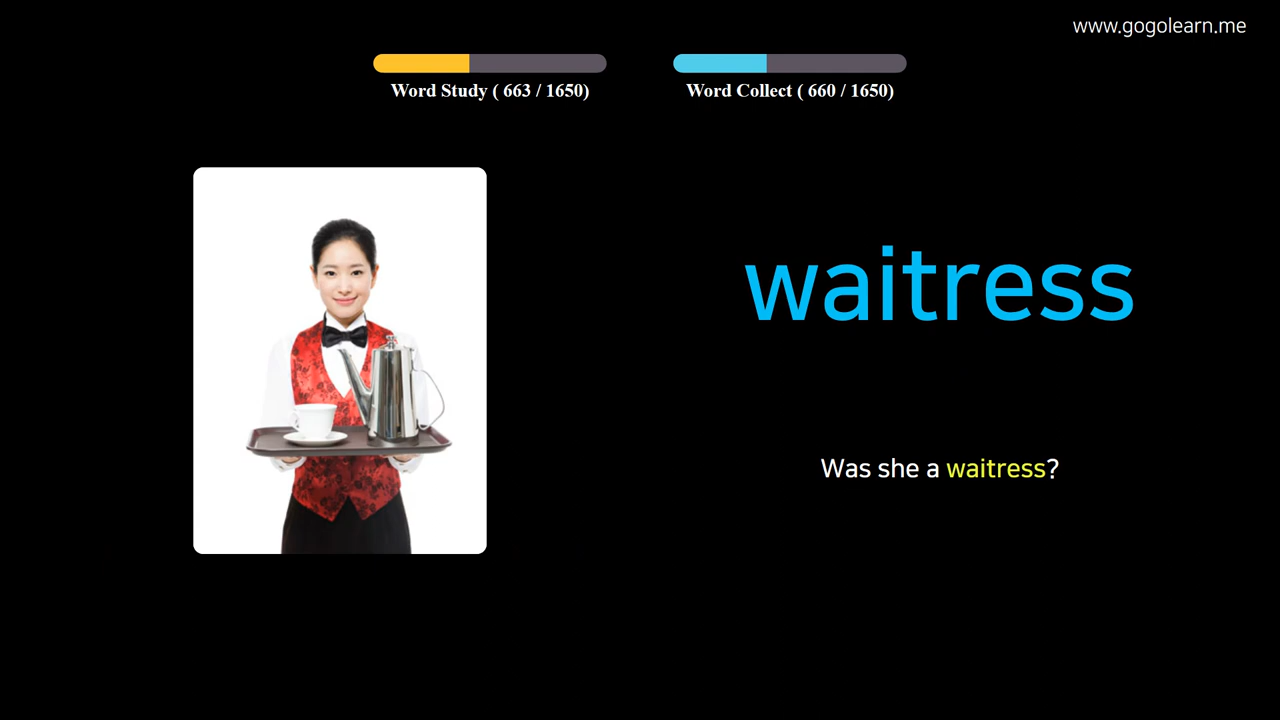 www.gogolearn.me
Word Study ( 663 / 1650)
Word Collect ( 660 / 1650)
waitress
Was she a waitress?